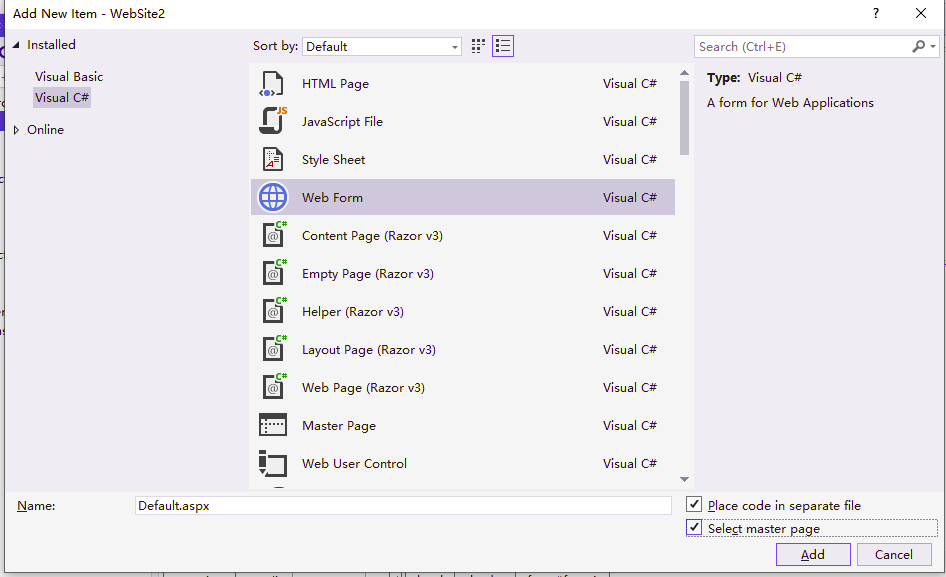 Add New Item - WebSite2
?
Installed
Visual Basic
Visual C#
Online
Sort by: Default
Search (Ctrl+E)
HTML Page Visual C#
JavaScript File Visual C#
Style Sheet Visual C#
Web Form Visual C#
Content Page (Razor v3) Visual C#
Empty Page (Razor v3) Visual C#
Helper (Razor v3) Visual C#
Layout Page (Razor v3) Visual C#
Web Page (Razor v3) Visual C#
Master Page Visual C#
Web User Control Visual C#
Type: Visual C#
A form for Web Applications
Name: Default.aspx
Place code in separate file
Select master page
Add Cancel